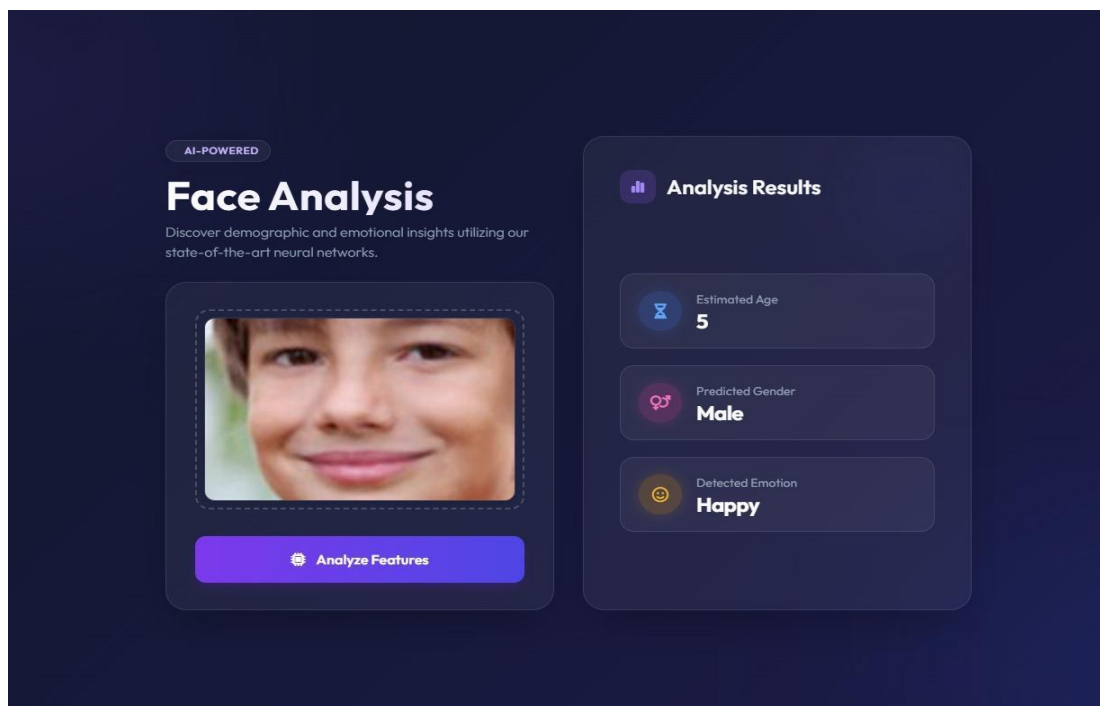 AI-POWERED
Face Analysis
Discover demographic and emotional insights utilizing our
state-of-the-art neural networks.
Analyze Features
Analysis Results
Estimated Age
5
Predicted Gender
Male
Detected Emotion
Happy